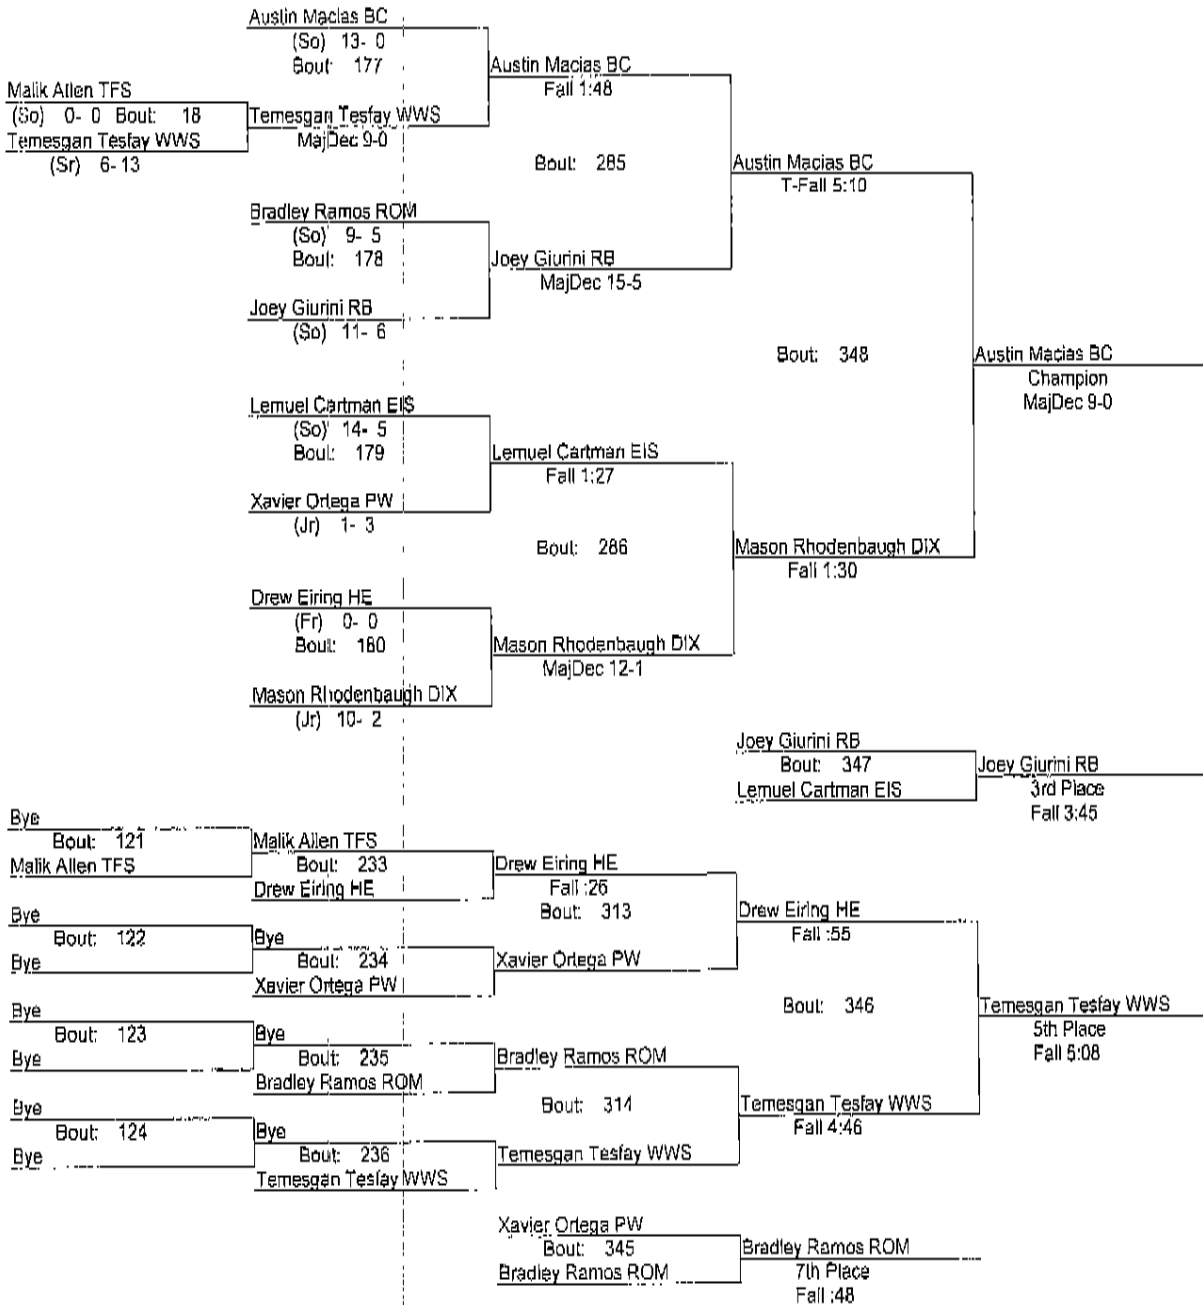 Austin Macias BC
(So) 13- 0
Bout: 177
Austin Macias BC
Fall 1:48
Malik Allen TFS
(So) 0- 0 Bout: 18
Temesgan Tesfay WWS
(Sr) 6- 13
Temesgan Tesfay WWS
MajDec 9-0
Bout: 285
Austin Macias BC
T-Fall 5:10
Bradley Ramos ROM
(So) 9- 5
Bout: 178
Joey Giurini RB
MajDec 15-5
Joey Giurini RB
(So) 11- 6
Bout: 348
Austin Macias BC
Champion
MajDec 9-0
Lemuel Cartman EIS
(So) 14- 5
Bout: 179
Lemuel Cartman EIS
Fall 1:27
Xavier Ortega PW
(Jr) 1- 3
Bout: 286
Mason Rhodenbaugh DIX
Fall 1:30
Drew Eiring HE
(Fr) 0- 0
Bout: 180
Mason Rhodenbaugh DIX
MajDec 12-1
Mason Rhodenbaugh DIX
(Jr) 10- 2
Joey Giurini RB
Bout: 347
Lemuel Cartman EIS
Joey Giurini RB
3rd Place
Fall 3:45
Bye
Bout: 121
Malik Allen TFS
Malik Allen TFS
Bout: 233
Drew Eiring HE
Drew Eiring HE
Fall :26
Bout: 313
Drew Eiring HE
Fall :55
Bye
Bout: 122
Bye
Bye
Bout: 234
Xavier Ortega PW
Xavier Ortega PW
Bout: 346
Temesgan Tesfay WWS
5th Place
Fall 5:08
Bye
Bout: 123
Bye
Bye
Bout: 235
Bradley Ramos ROM
Bradley Ramos ROM
Bout: 314
Temesgan Tesfay WWS
Fall 4:46
Bye
Bout: 124
Bye
Bye
Bout: 236
Temesgan Tesfay WWS
Temesgan Tesfay WWS
Xavier Ortega PW
Bout: 345
Bradley Ramos ROM
Bradley Ramos ROM
7th Place
Fall :48